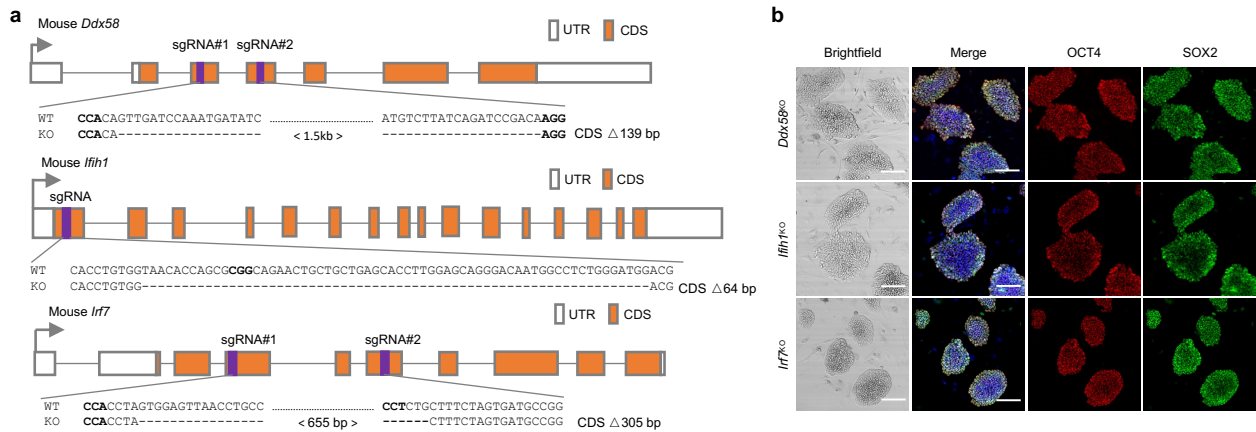 a
Mouse Ddx58
sgRNA#1 sgRNA#2
UTR CDS
WT CCACAGTTGATCCAAATGATATC ATGTCTTATCAGATCCGACAAGG
KO CCACA------------------ < 1.5kb > --------------------AGG CDS △139 bp
Mouse Ifih1
sgRNA
UTR CDS
WT CACCTGTGGTAACACCAGCGCGGCAGAACTGCTGCTGAGCACCTTGGAGCAGGGACAATGGCCTCTGGGATGGACG
KO CACCTGTGG----------------------------------------------------------------ACG CDS △64 bp
Mouse Irf7
sgRNA#1 sgRNA#2
UTR CDS
WT CCACCTAGTGGAGTTAACCTGCC CCTCTGCTTTCTAGTGATGCCGG
KO CCACCTA---------------- < 655 bp > ------CTTTCTAGTGATGCCGG CDS △305 bp
b
Brightfield Merge OCT4 SOX2
Ddx58KO
Ifih1KO
Irf7KO